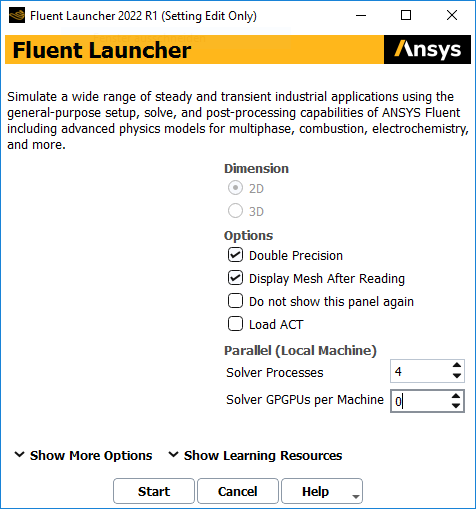 Fluent Launcher 2022 R1 (Setting Edit Only)
Fluent Launcher
Ansys
Simulate a wide range of steady and transient industrial applications using the
general-purpose setup, solve, and post-processing capabilities of ANSYS Fluent
including advanced physics models for multiphase, combustion, electrochemistry,
and more.
Dimension
2D
3D
Options
Double Precision
Display Mesh After Reading
Do not show this panel again
Load ACT
Parallel (Local Machine)
Solver Processes 4
Solver GPGPUs per Machine 0
Show More Options Show Learning Resources
Start Cancel Help